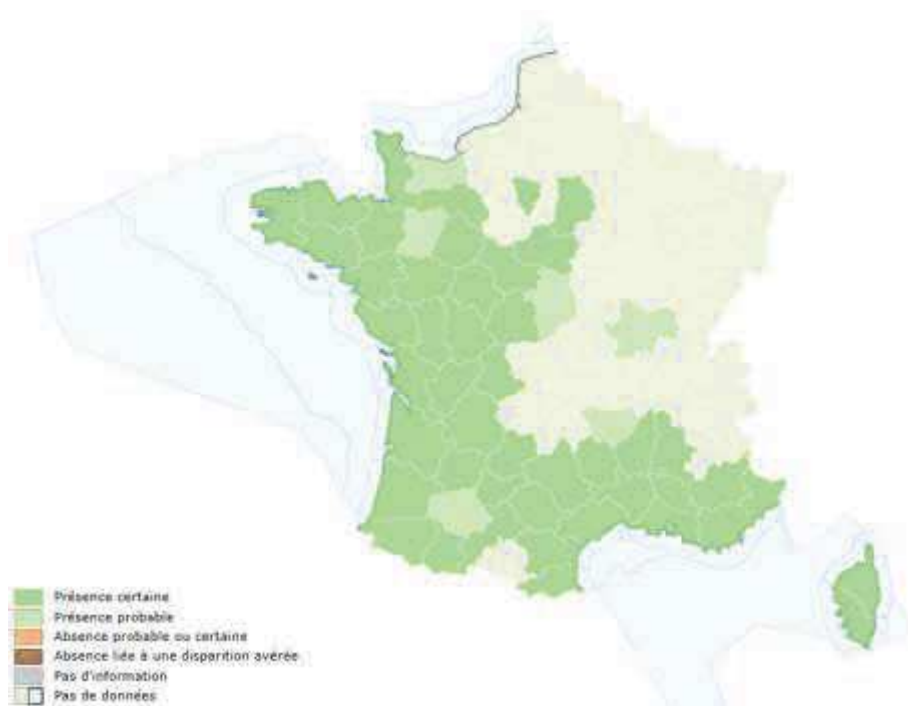 Présence certaine
Présence probable
Absence probable ou certaine
Absence liée à une disparition avérée
Pas d'information
Pas de données